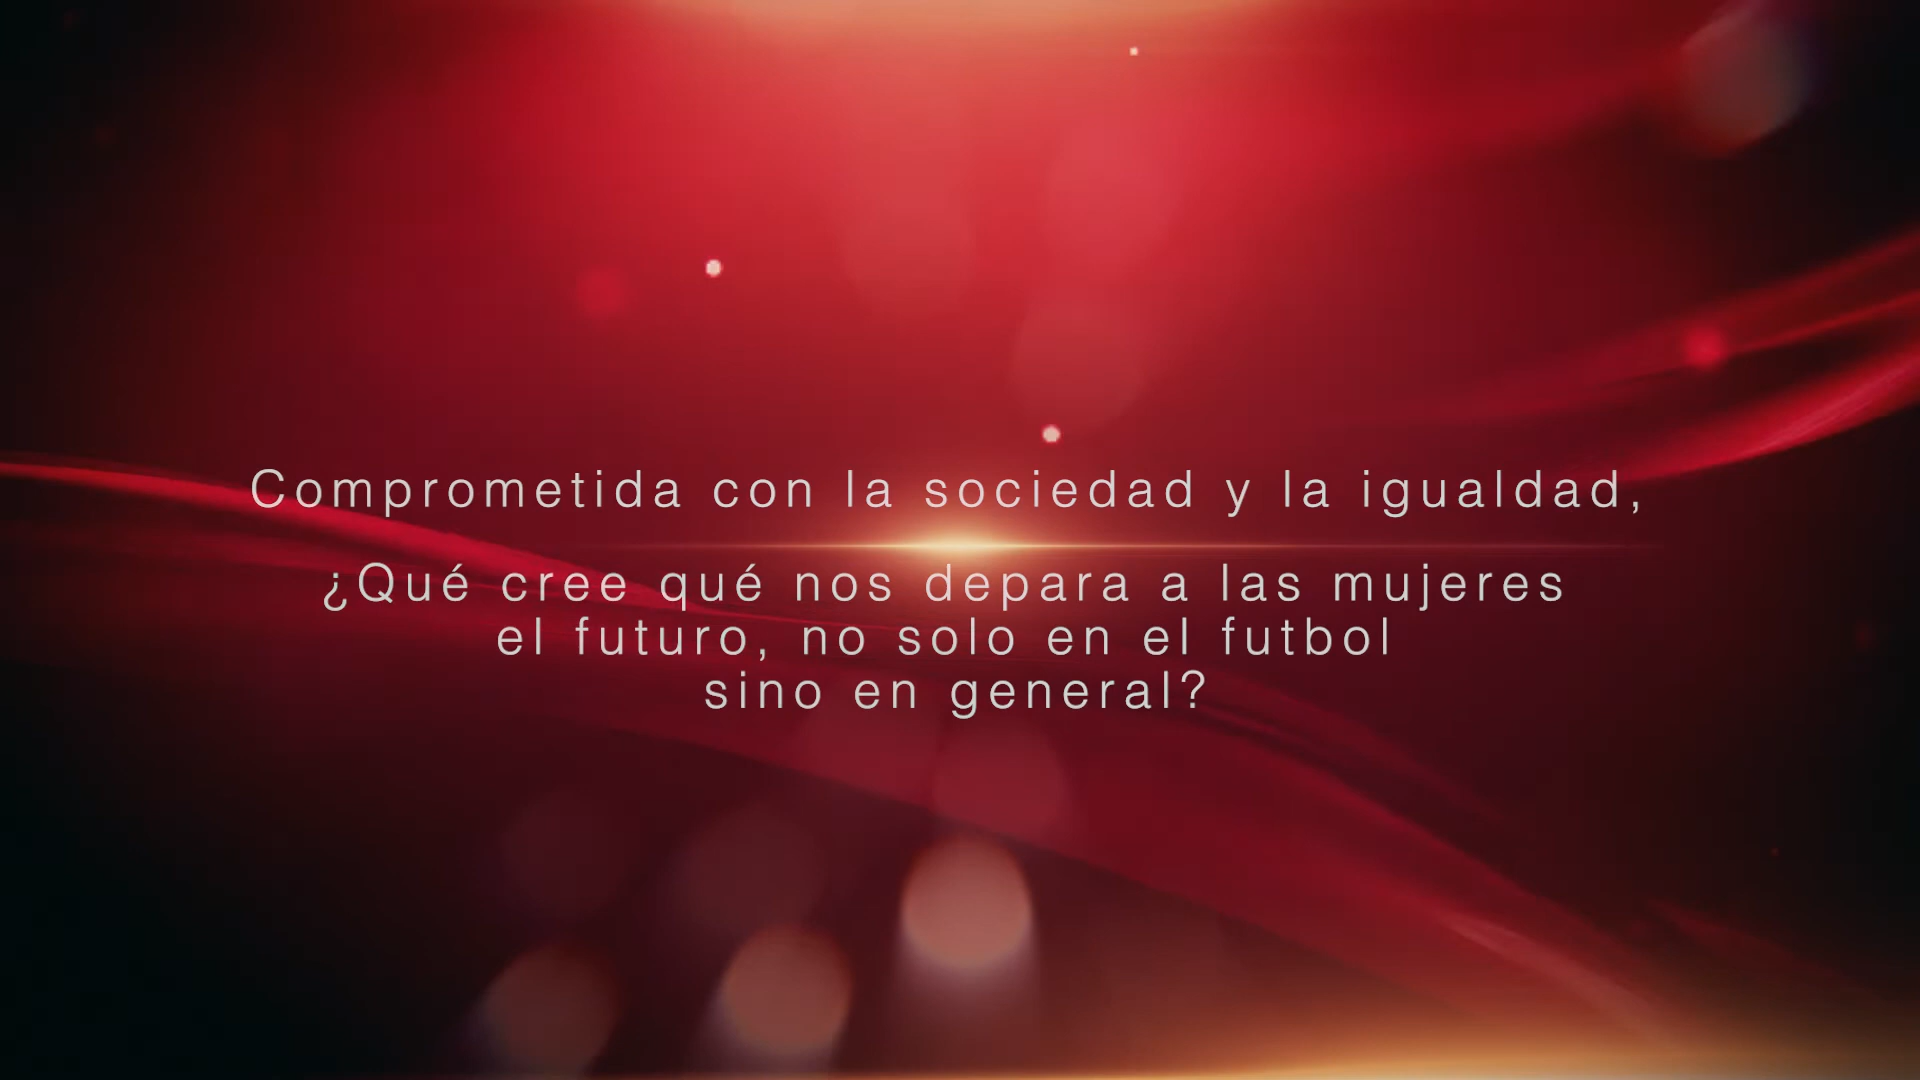 Comprometida con la sociedad y la igualdad,
¿Qué cree qué nos depara a las mujeres
el futuro, no solo en el futbol
sino en general?